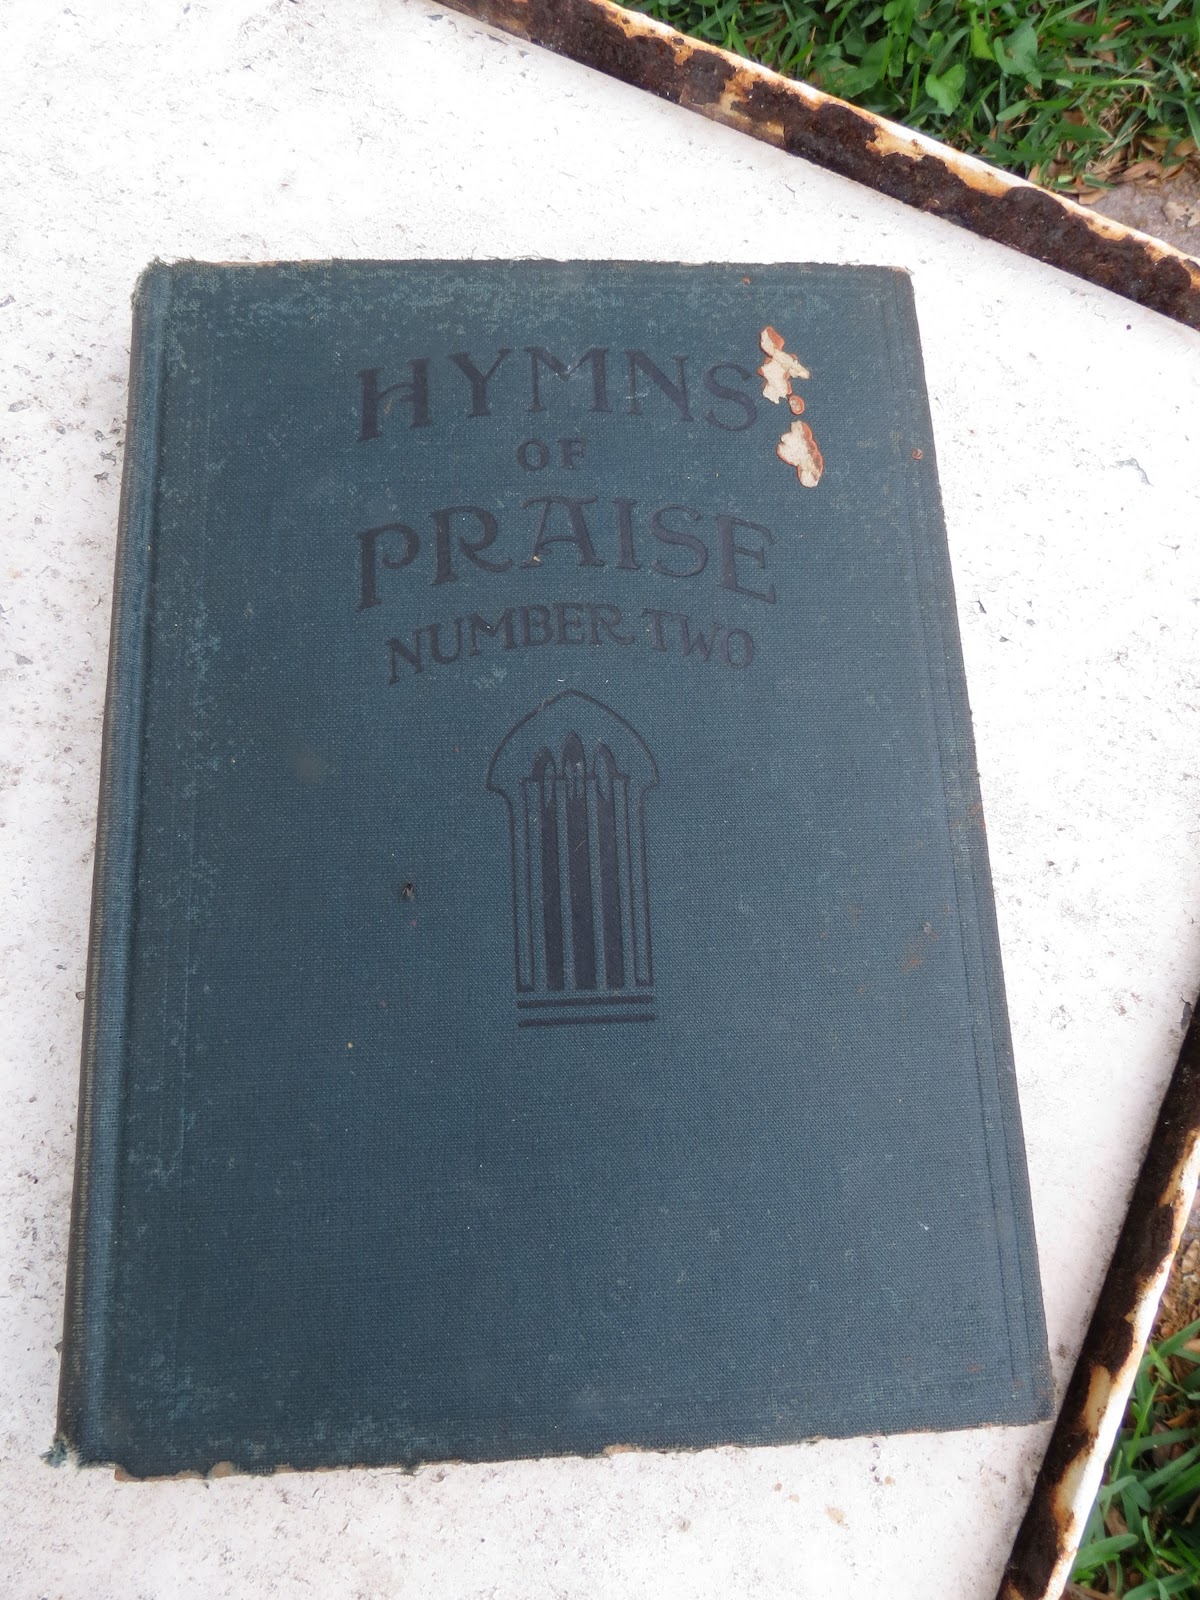 HYMNS
OF
PRAISE
NUMBER TWO